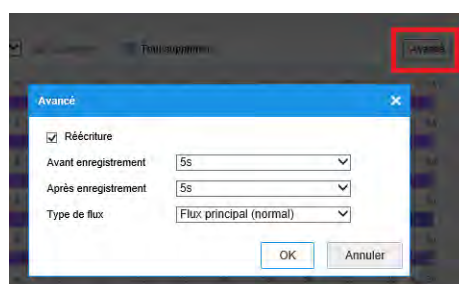 Tout supprimer
Avancé
Avancé
Réécriture
Avant enregistrement 5s
Après enregistrement 5s
Type de flux Flux principal (normal)
OK Annuler